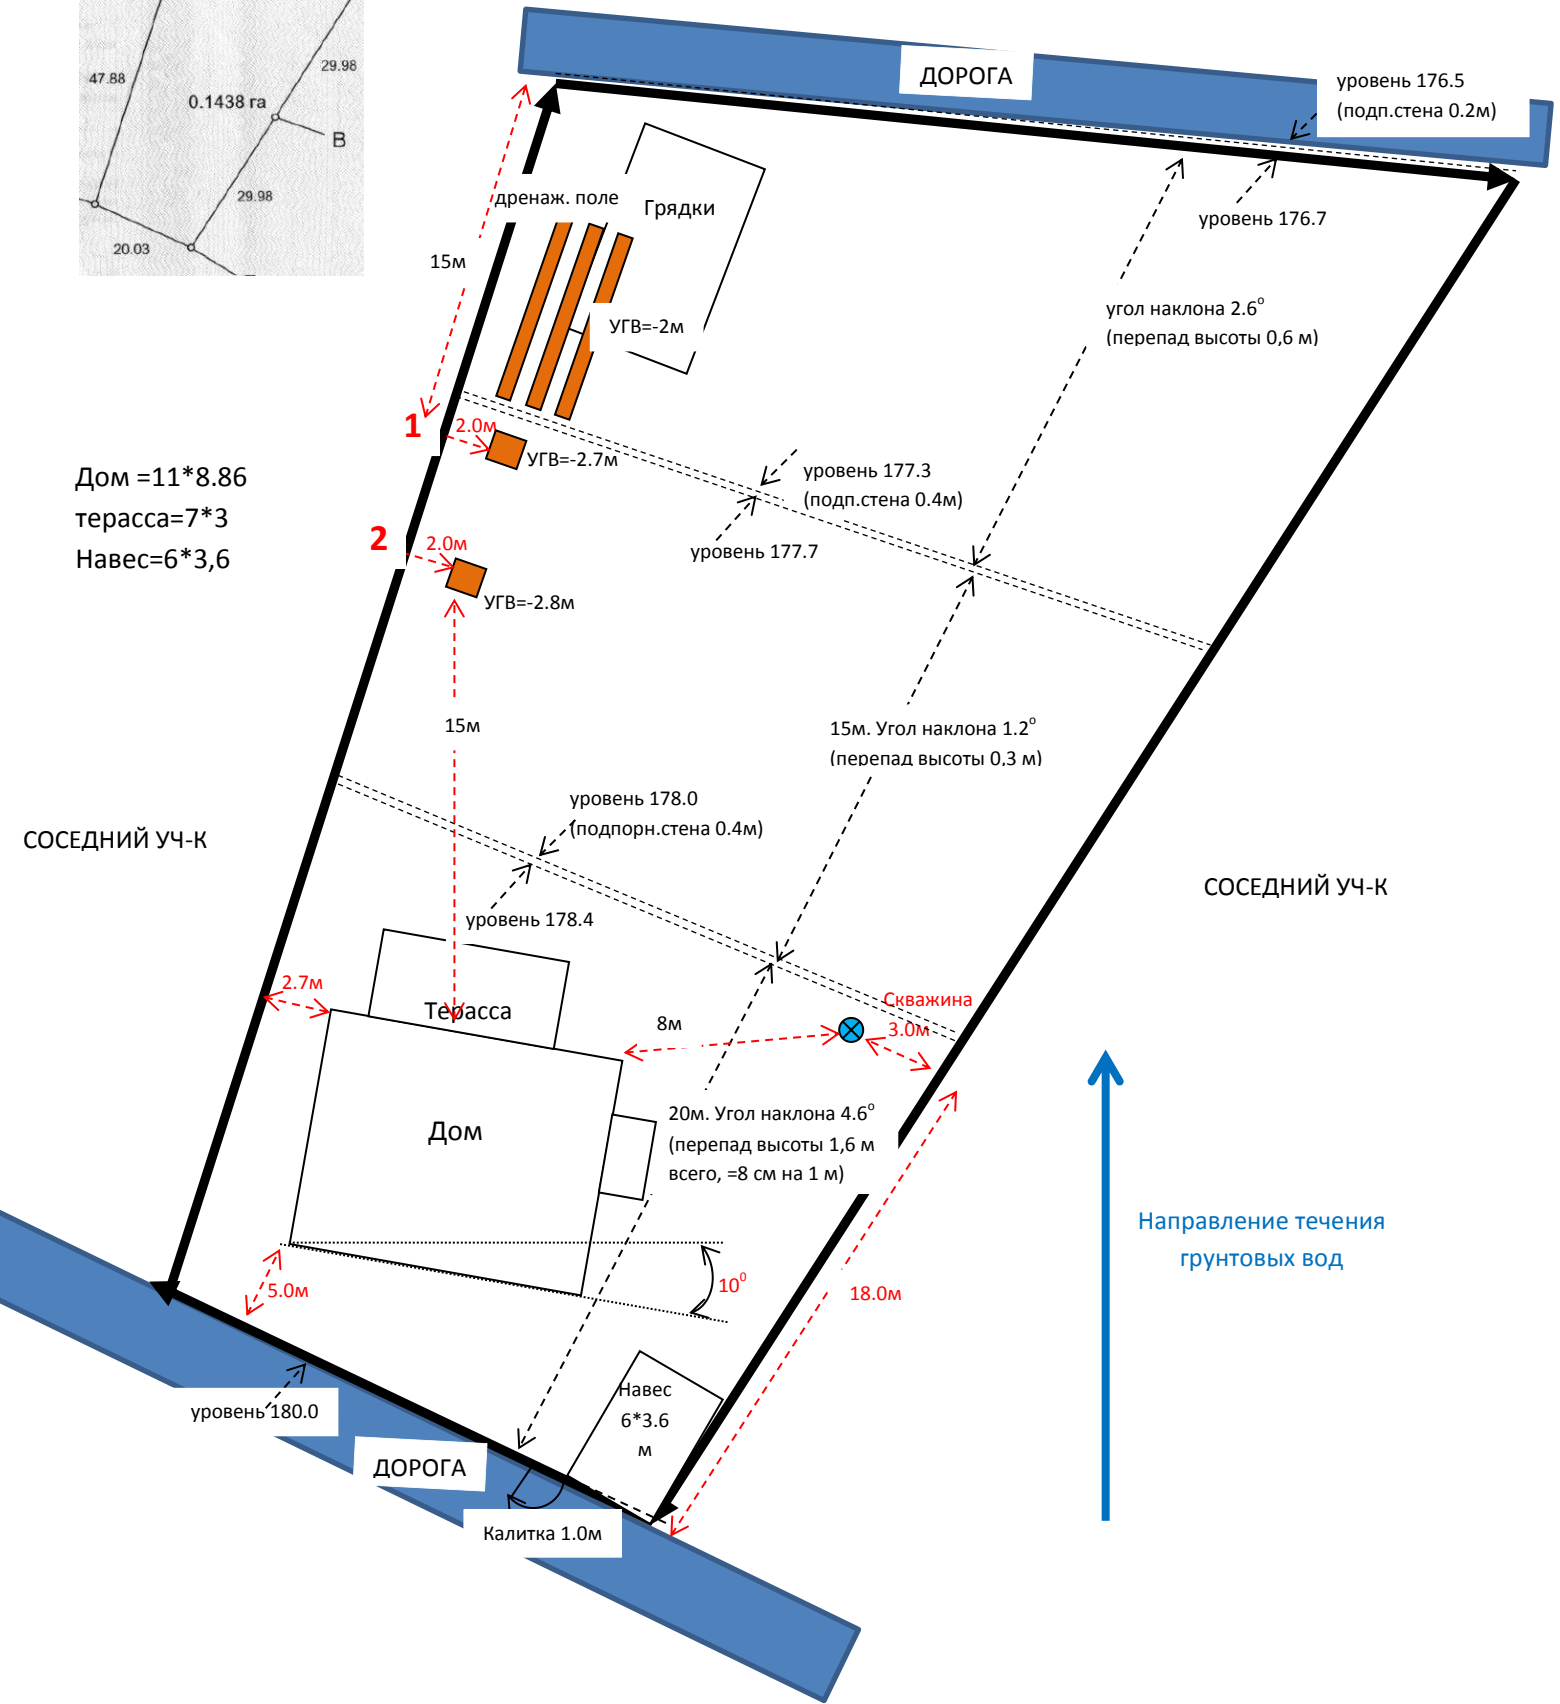 47.88
29.98
0.1438 га
В
29.98
20.03
ДОРОГА
уровень 176.5
(подп.стена 0.2м)
дренаж. поле
Грядки
уровень 176.7
15м
УГВ=-2м
угол наклона 2.6°
(перепад высоты 0,6 м)
1
2.0м
УГВ=-2.7м
Дом =11*8.86
терасса=7*3
Навес=6*3,6
уровень 177.3
(подп.стена 0.4м)
2
2.0м
уровень 177.7
УГВ=-2.8м
15м
15м. Угол наклона 1.2°
(перепад высоты 0,3 м)
уровень 178.0
(подпорн.стена 0.4м)
СОСЕДНИЙ УЧ-К
СОСЕДНИЙ УЧ-К
уровень 178.4
2.7м
Терасса
Скважина
3.0м
8м
Дом
20м. Угол наклона 4.6°
(перепад высоты 1,6 м
всего, =8 см на 1 м)
Направление течения
грунтовых вод
5.0м
10⁰
18.0м
Навес
6*3.6
м
уровень 180.0
ДОРОГА
Калитка 1.0м